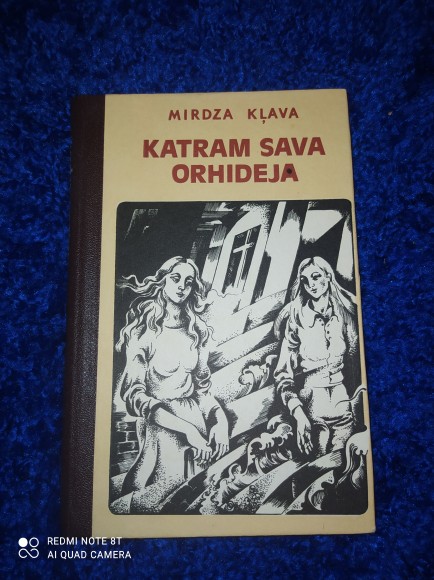 MIRDZA KĻAVA
KATRAM SAVA
ORHIDEJA
REDMI NOTE 8T
AI QUAD CAMERA